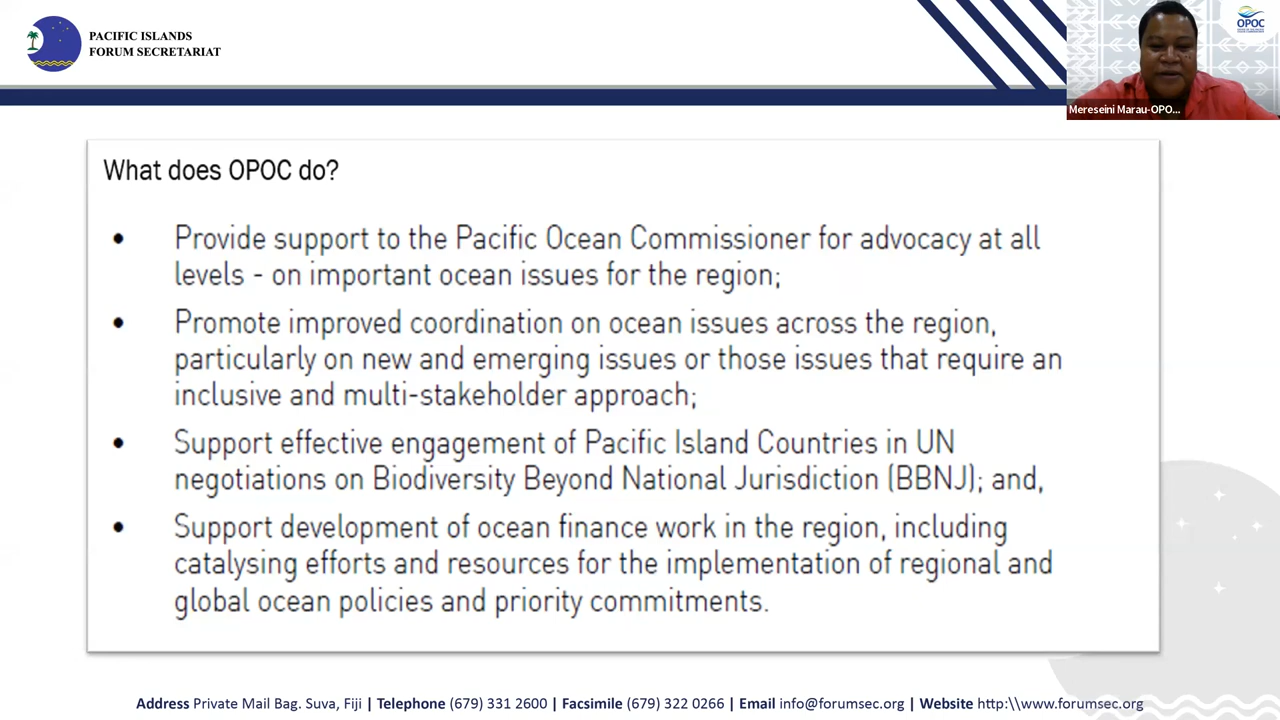 PACIFIC ISLANDS
FORUM SECRETARIAT
OPOC
Mereseini Marau-OPO...
What does OPOC do?
• Provide support to the Pacific Ocean Commissioner for advocacy at all
levels - on important ocean issues for the region;
• Promote improved coordination on ocean issues across the region,
particularly on new and emerging issues or those issues that require an
inclusive and multi-stakeholder approach;
• Support effective engagement of Pacific Island Countries in UN
negotiations on Biodiversity Beyond National Jurisdiction (BBNJ); and,
• Support development of ocean finance work in the region, including
catalysing efforts and resources for the implementation of regional and
global ocean policies and priority commitments.
Address Private Mail Bag. Suva, Fiji | Telephone (679) 331 2600 | Facsimile (679) 322 0266 | Email info@forumsec.org | Website http:\\www.forumsec.org